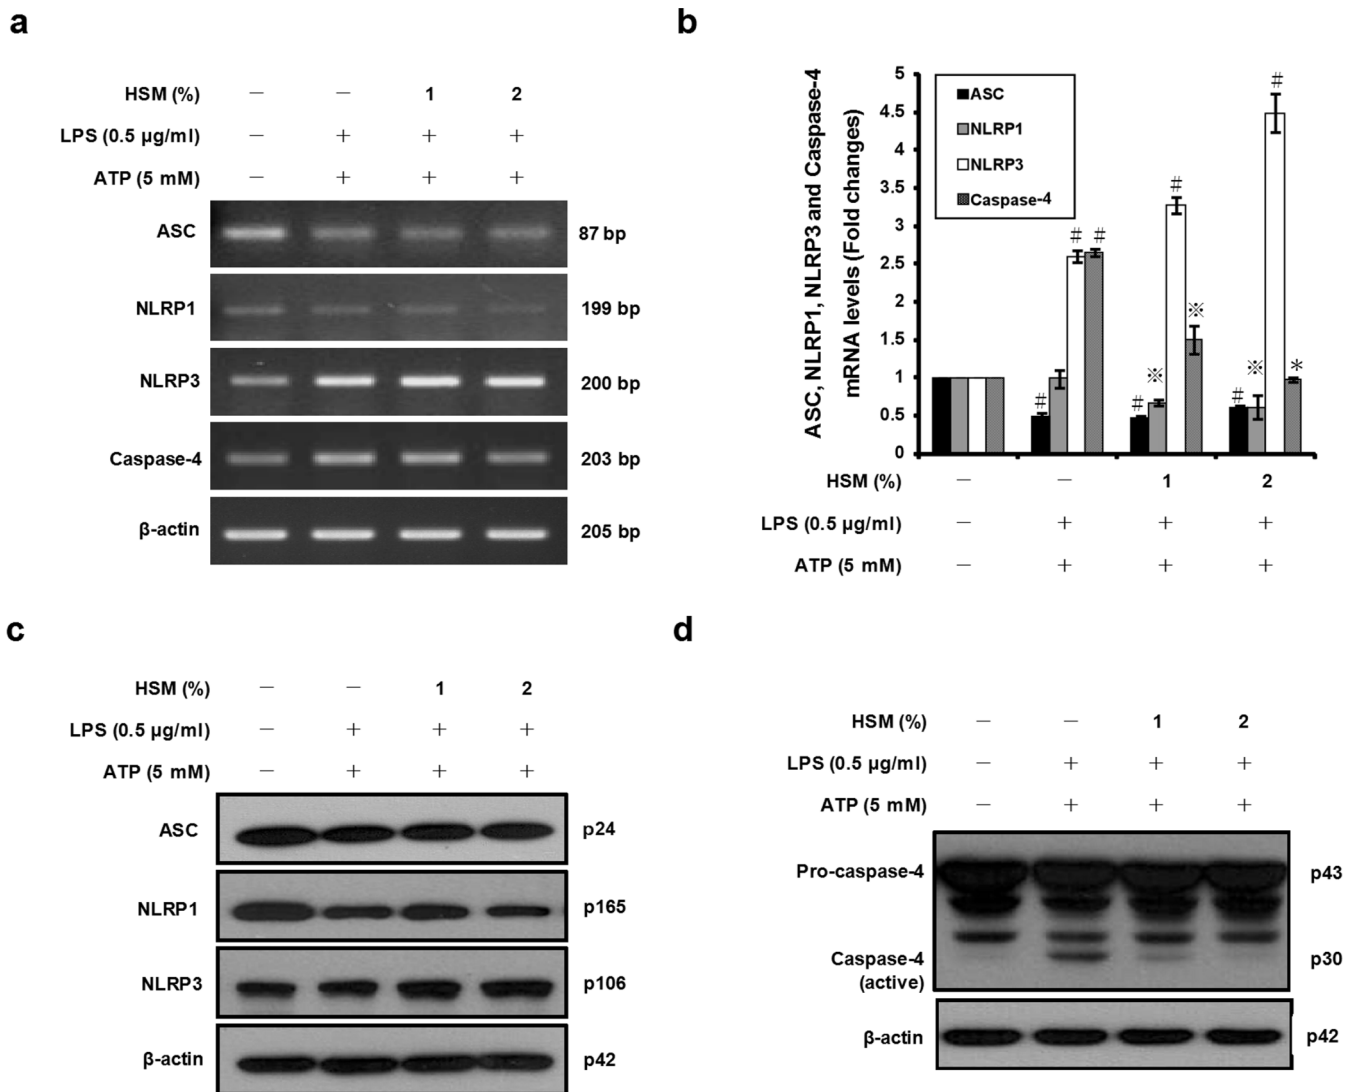 a
HSM (%) – – 1 2
LPS (0.5 µg/ml) – + + +
ATP (5 mM) – + + +
ASC 87 bp
NLRP1 199 bp
NLRP3 200 bp
Caspase-4 203 bp
β-actin 205 bp
b
ASC, NLRP1, NLRP3 and Caspase-4
mRNA levels (Fold changes)
5
4.5
4
3.5
3
2.5
2
1.5
1
0.5
0
ASC
NLRP1
NLRP3
Caspase-4
# # #
# ※ # ※
# ※ # *
HSM (%) – – 1 2
LPS (0.5 µg/ml) – + + +
ATP (5 mM) – + + +
c
HSM (%) – – 1 2
LPS (0.5 µg/ml) – + + +
ATP (5 mM) – + + +
ASC p24
NLRP1 p165
NLRP3 p106
β-actin p42
d
HSM (%) – – 1 2
LPS (0.5 µg/ml) – + + +
ATP (5 mM) – + + +
Pro-caspase-4 p43
Caspase-4 p30
(active)
β-actin p42